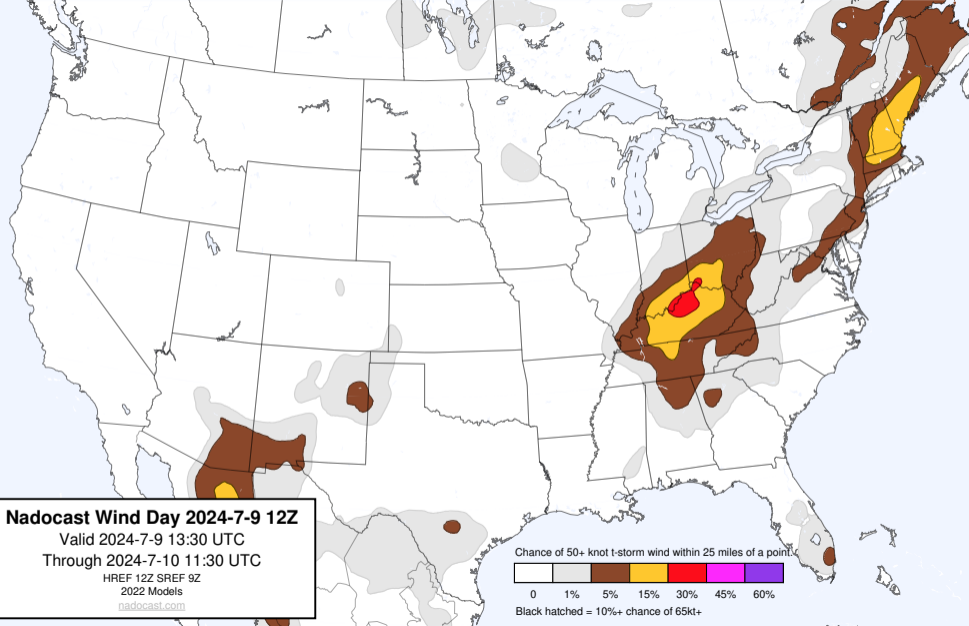 Nadocast Wind Day 2024-7-9 12Z
Valid 2024-7-9 13:30 UTC
Through 2024-7-10 11:30 UTC
HREF 12Z SREF 9Z
2022 Models
nadocast.com
Chance of 50+ knot t-storm wind within 25 miles of a point.
0 1% 5% 15% 30% 45% 60%
Black hatched = 10%+ chance of 65kt+